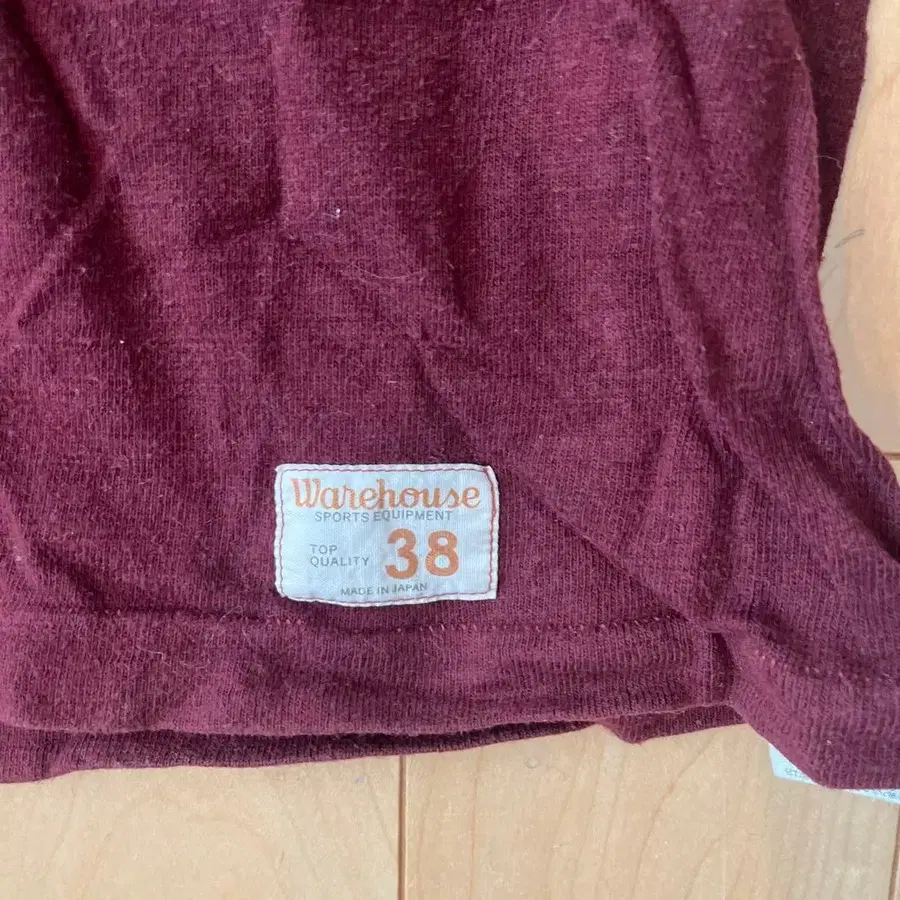 Warehouse
SPORTS EQUIPMENT
TOP
QUALITY
38
MADE IN JAPAN